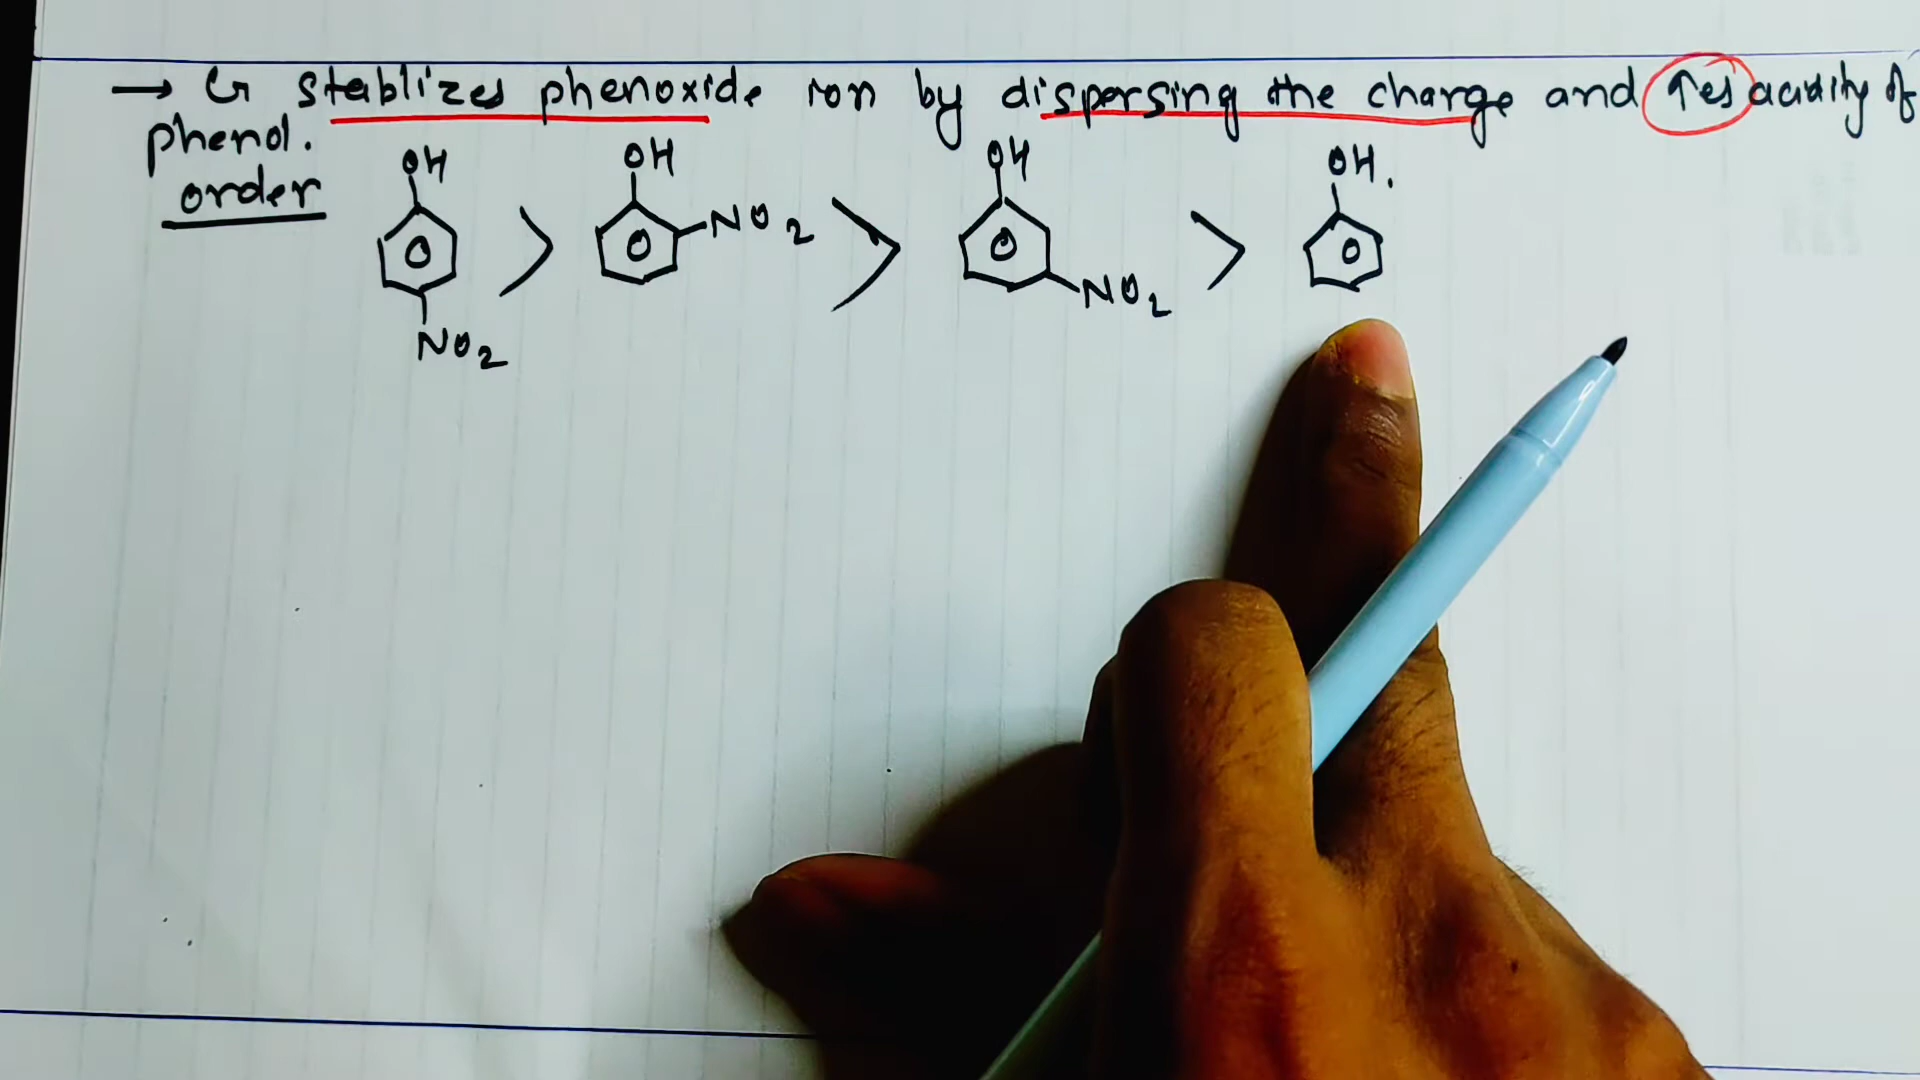 → G stablizes phenoxide ion by dispersing the charge and ↑es acidity of
phenol.
order
OH OH OH OH.
> NO2 > >
NO2
NO2